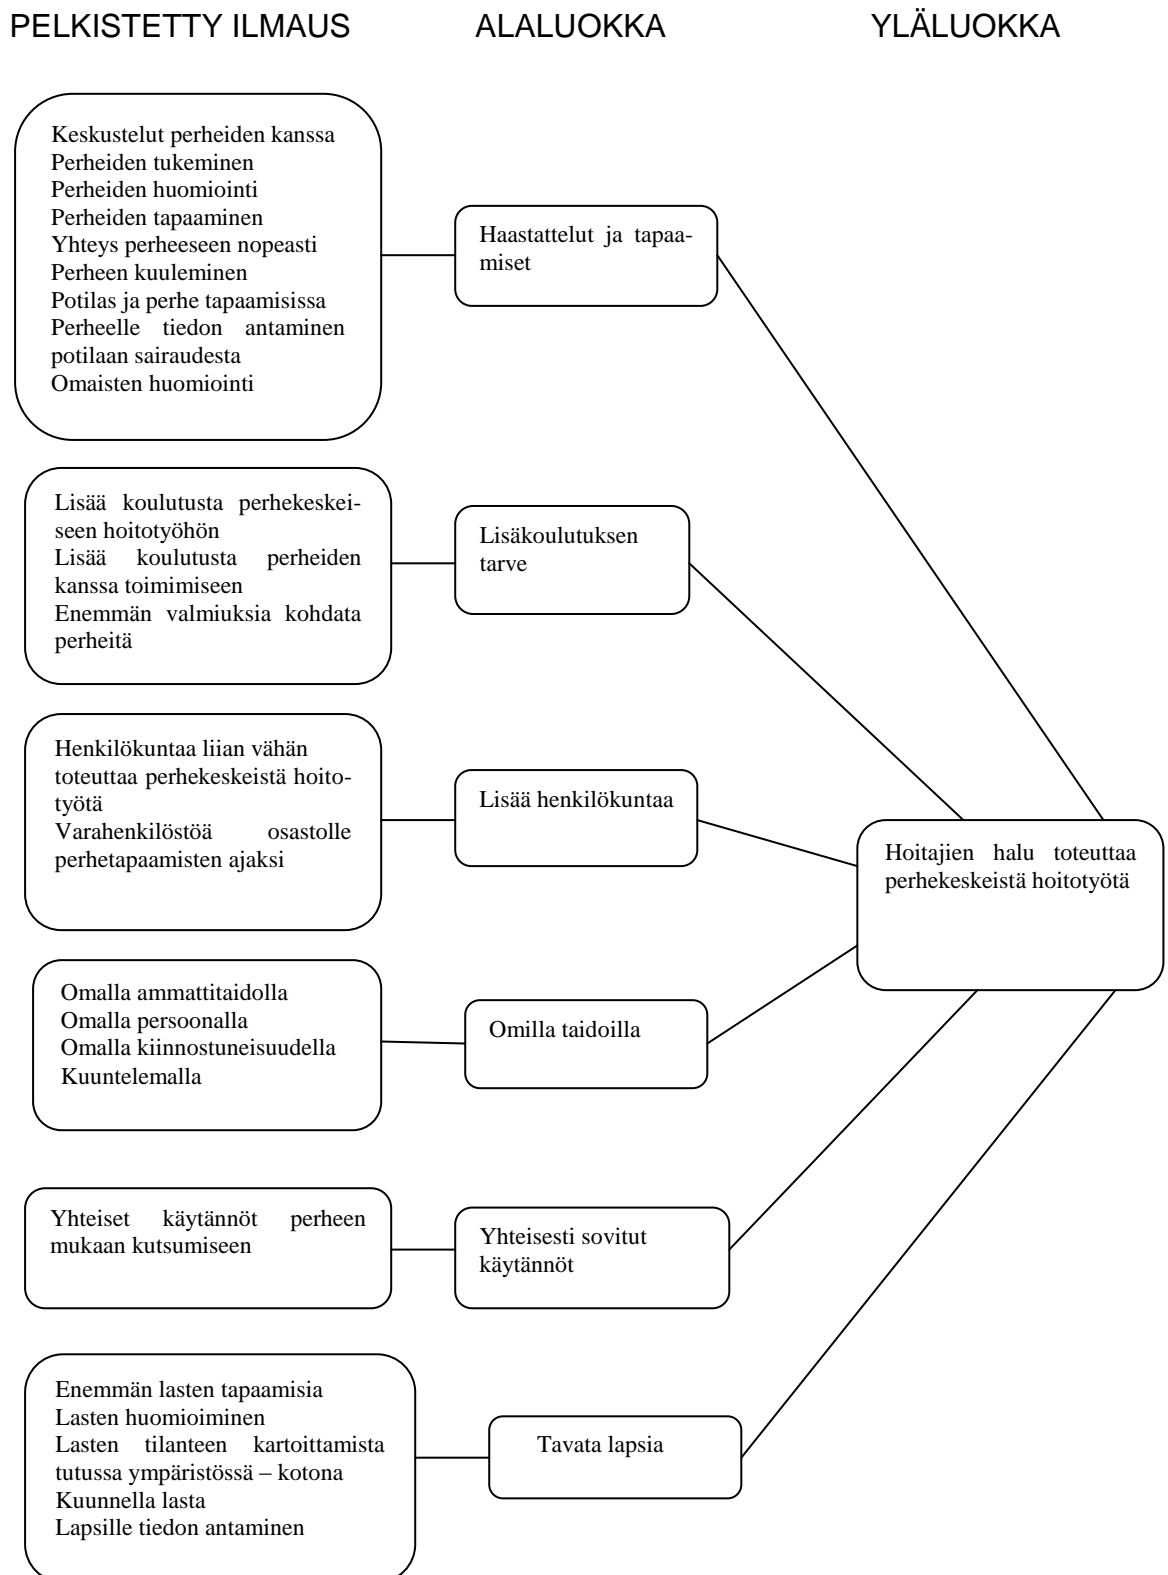 PELKISTETTY ILMAUS ALALUOKKA YLÄLUOKKA
Keskustelut perheiden kanssa
Perheiden tukeminen
Perheiden huomiointi
Perheiden tapaaminen
Yhteys perheeseen nopeasti
Perheen kuuleminen
Potilas ja perhe tapaamisissa
Perheelle tiedon antaminen
potilaan sairaudesta
Omaisten huomiointi
Haastattelut ja tapaa-
miset
Lisää koulutusta perhekeskei-
seen hoitotyöhön
Lisää koulutusta perheiden
kanssa toimimiseen
Enemmän valmiuksia kohdata
perheitä
Lisäkoulutuksen
tarve
Henkilökuntaa liian vähän
toteuttaa perhekeskeistä hoito-
työtä
Varahenkilöstöä osastolle
perhetapaamisten ajaksi
Lisää henkilökuntaa
Hoitajien halu toteuttaa
perhekeskeistä hoitotyötä
Omalla ammattitaidolla
Omalla persoonalla
Omalla kiinnostuneisuudella
Kuuntelemalla
Omilla taidoilla
Yhteiset käytännöt perheen
mukaan kutsumiseen
Yhteisesti sovitut
käytännöt
Enemmän lasten tapaamisia
Lasten huomioiminen
Lasten tilanteen kartoittamista
tutussa ympäristössä – kotona
Kuunnella lasta
Lapsille tiedon antaminen
Tavata lapsia